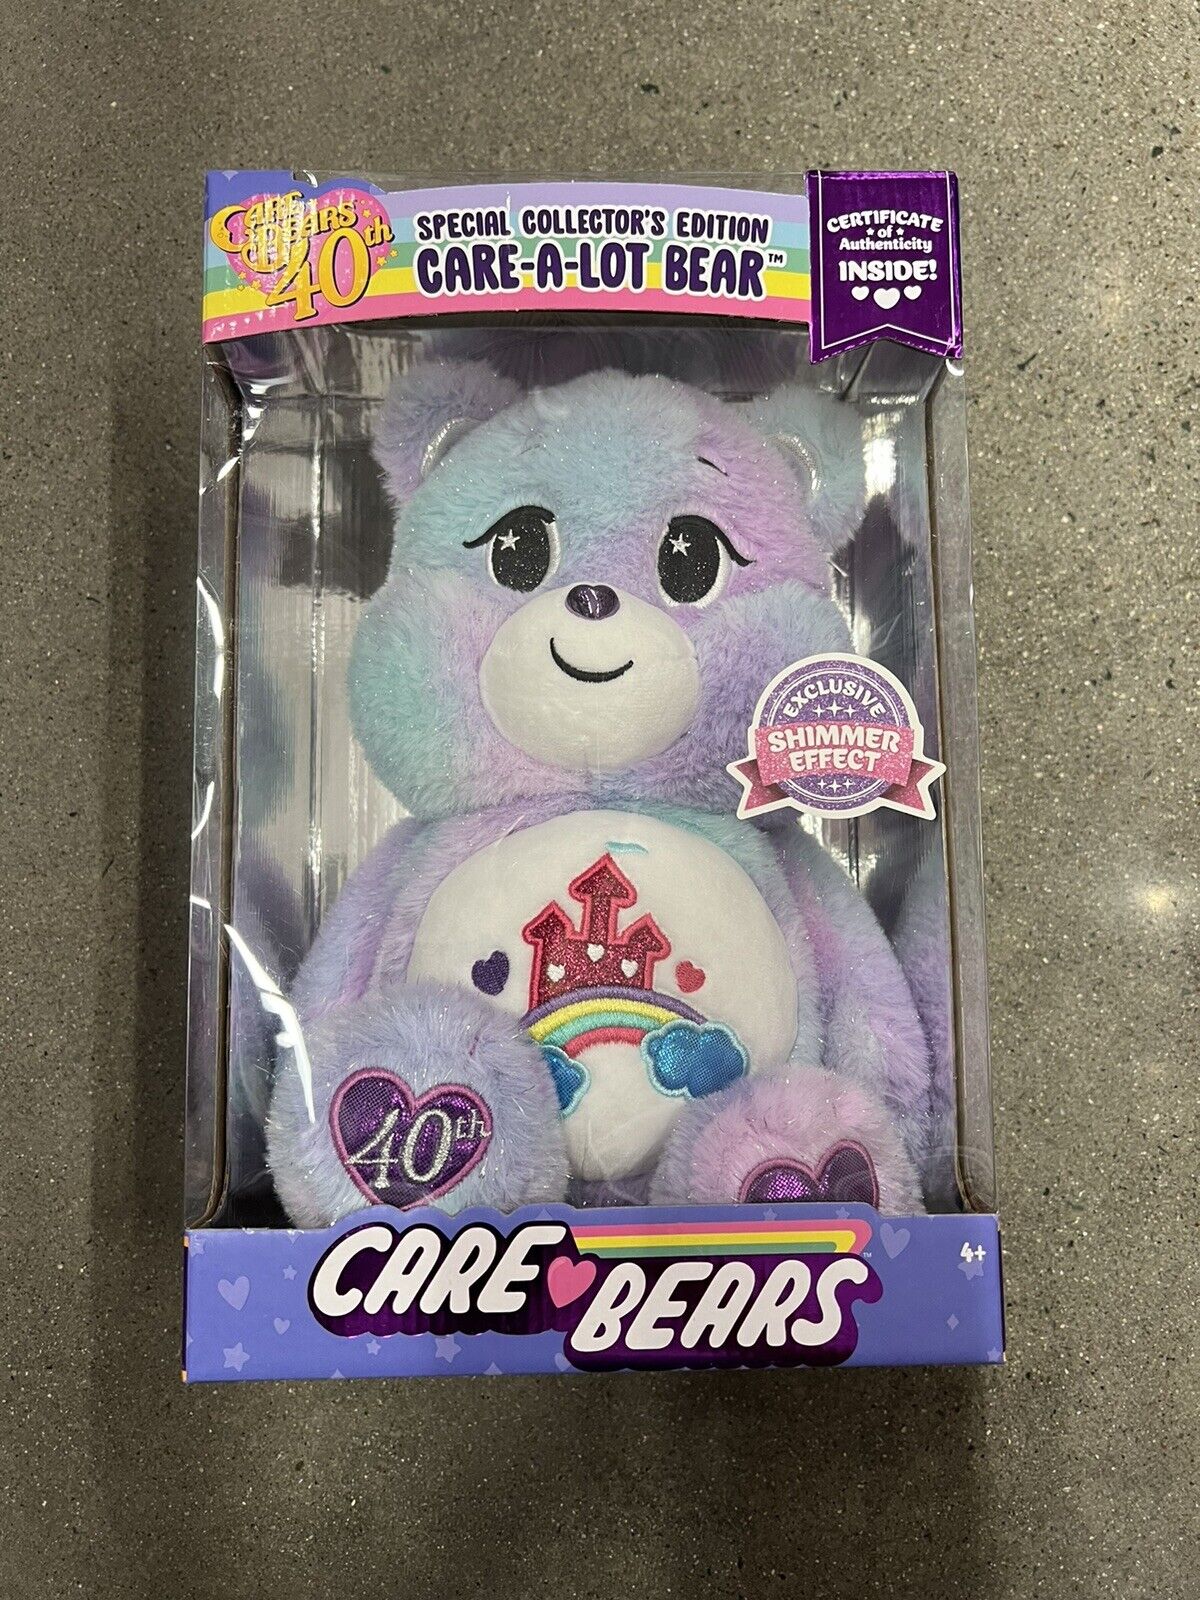 CARE
BEARS
40th
SPECIAL COLLECTOR'S EDITION
CARE-A-LOT BEAR™
CERTIFICATE
of
Authenticity
INSIDE!
EXCLUSIVE
SHIMMER
EFFECT
40th
CARE BEARS™
4+